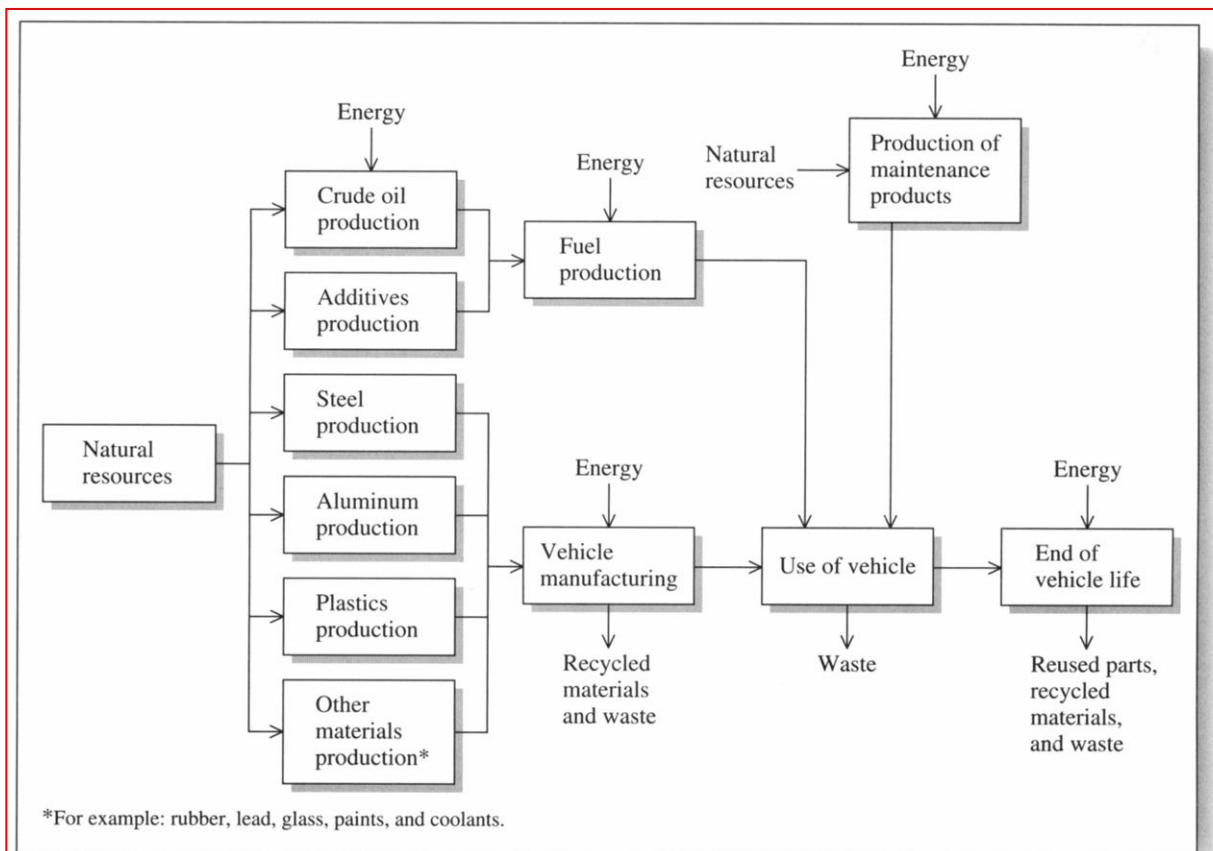 Energy
Energy
Energy
Natural
resources
Production of
maintenance
products
Crude oil
production
Fuel
production
Additives
production
Steel
production
Natural
resources
Aluminum
production
Energy
Energy
Vehicle
manufacturing
Use of vehicle
End of
vehicle life
Plastics
production
Recycled
materials
and waste
Waste
Reused parts,
recycled
materials,
and waste
Other
materials
production*
*For example: rubber, lead, glass, paints, and coolants.